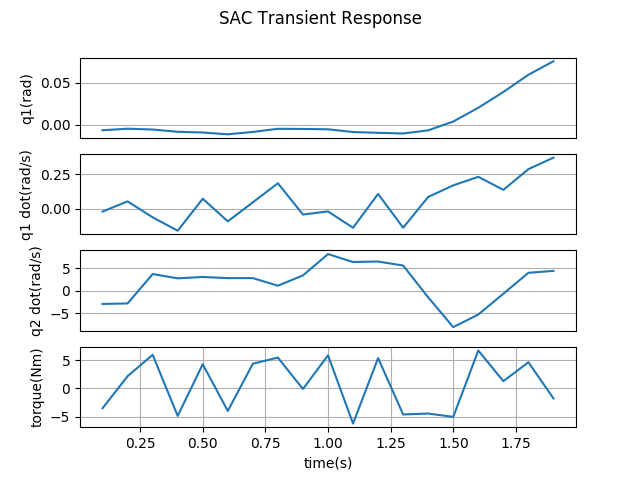 SAC Transient Response
q1(rad)
0.05
0.00
q1 dot(rad/s)
0.25
0.00
q2 dot(rad/s)
5
0
−5
torque(Nm)
5
0
−5
0.25 0.50 0.75 1.00 1.25 1.50 1.75
time(s)